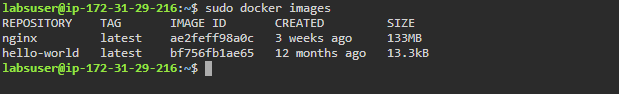 labsuser@ip-172-31-29-216:~$ sudo docker images
REPOSITORY    TAG       IMAGE ID       CREATED         SIZE
nginx         latest    ae2feff98a0c   3 weeks ago     133MB
hello-world   latest    bf756fb1ae65   12 months ago   13.3kB
labsuser@ip-172-31-29-216:~$